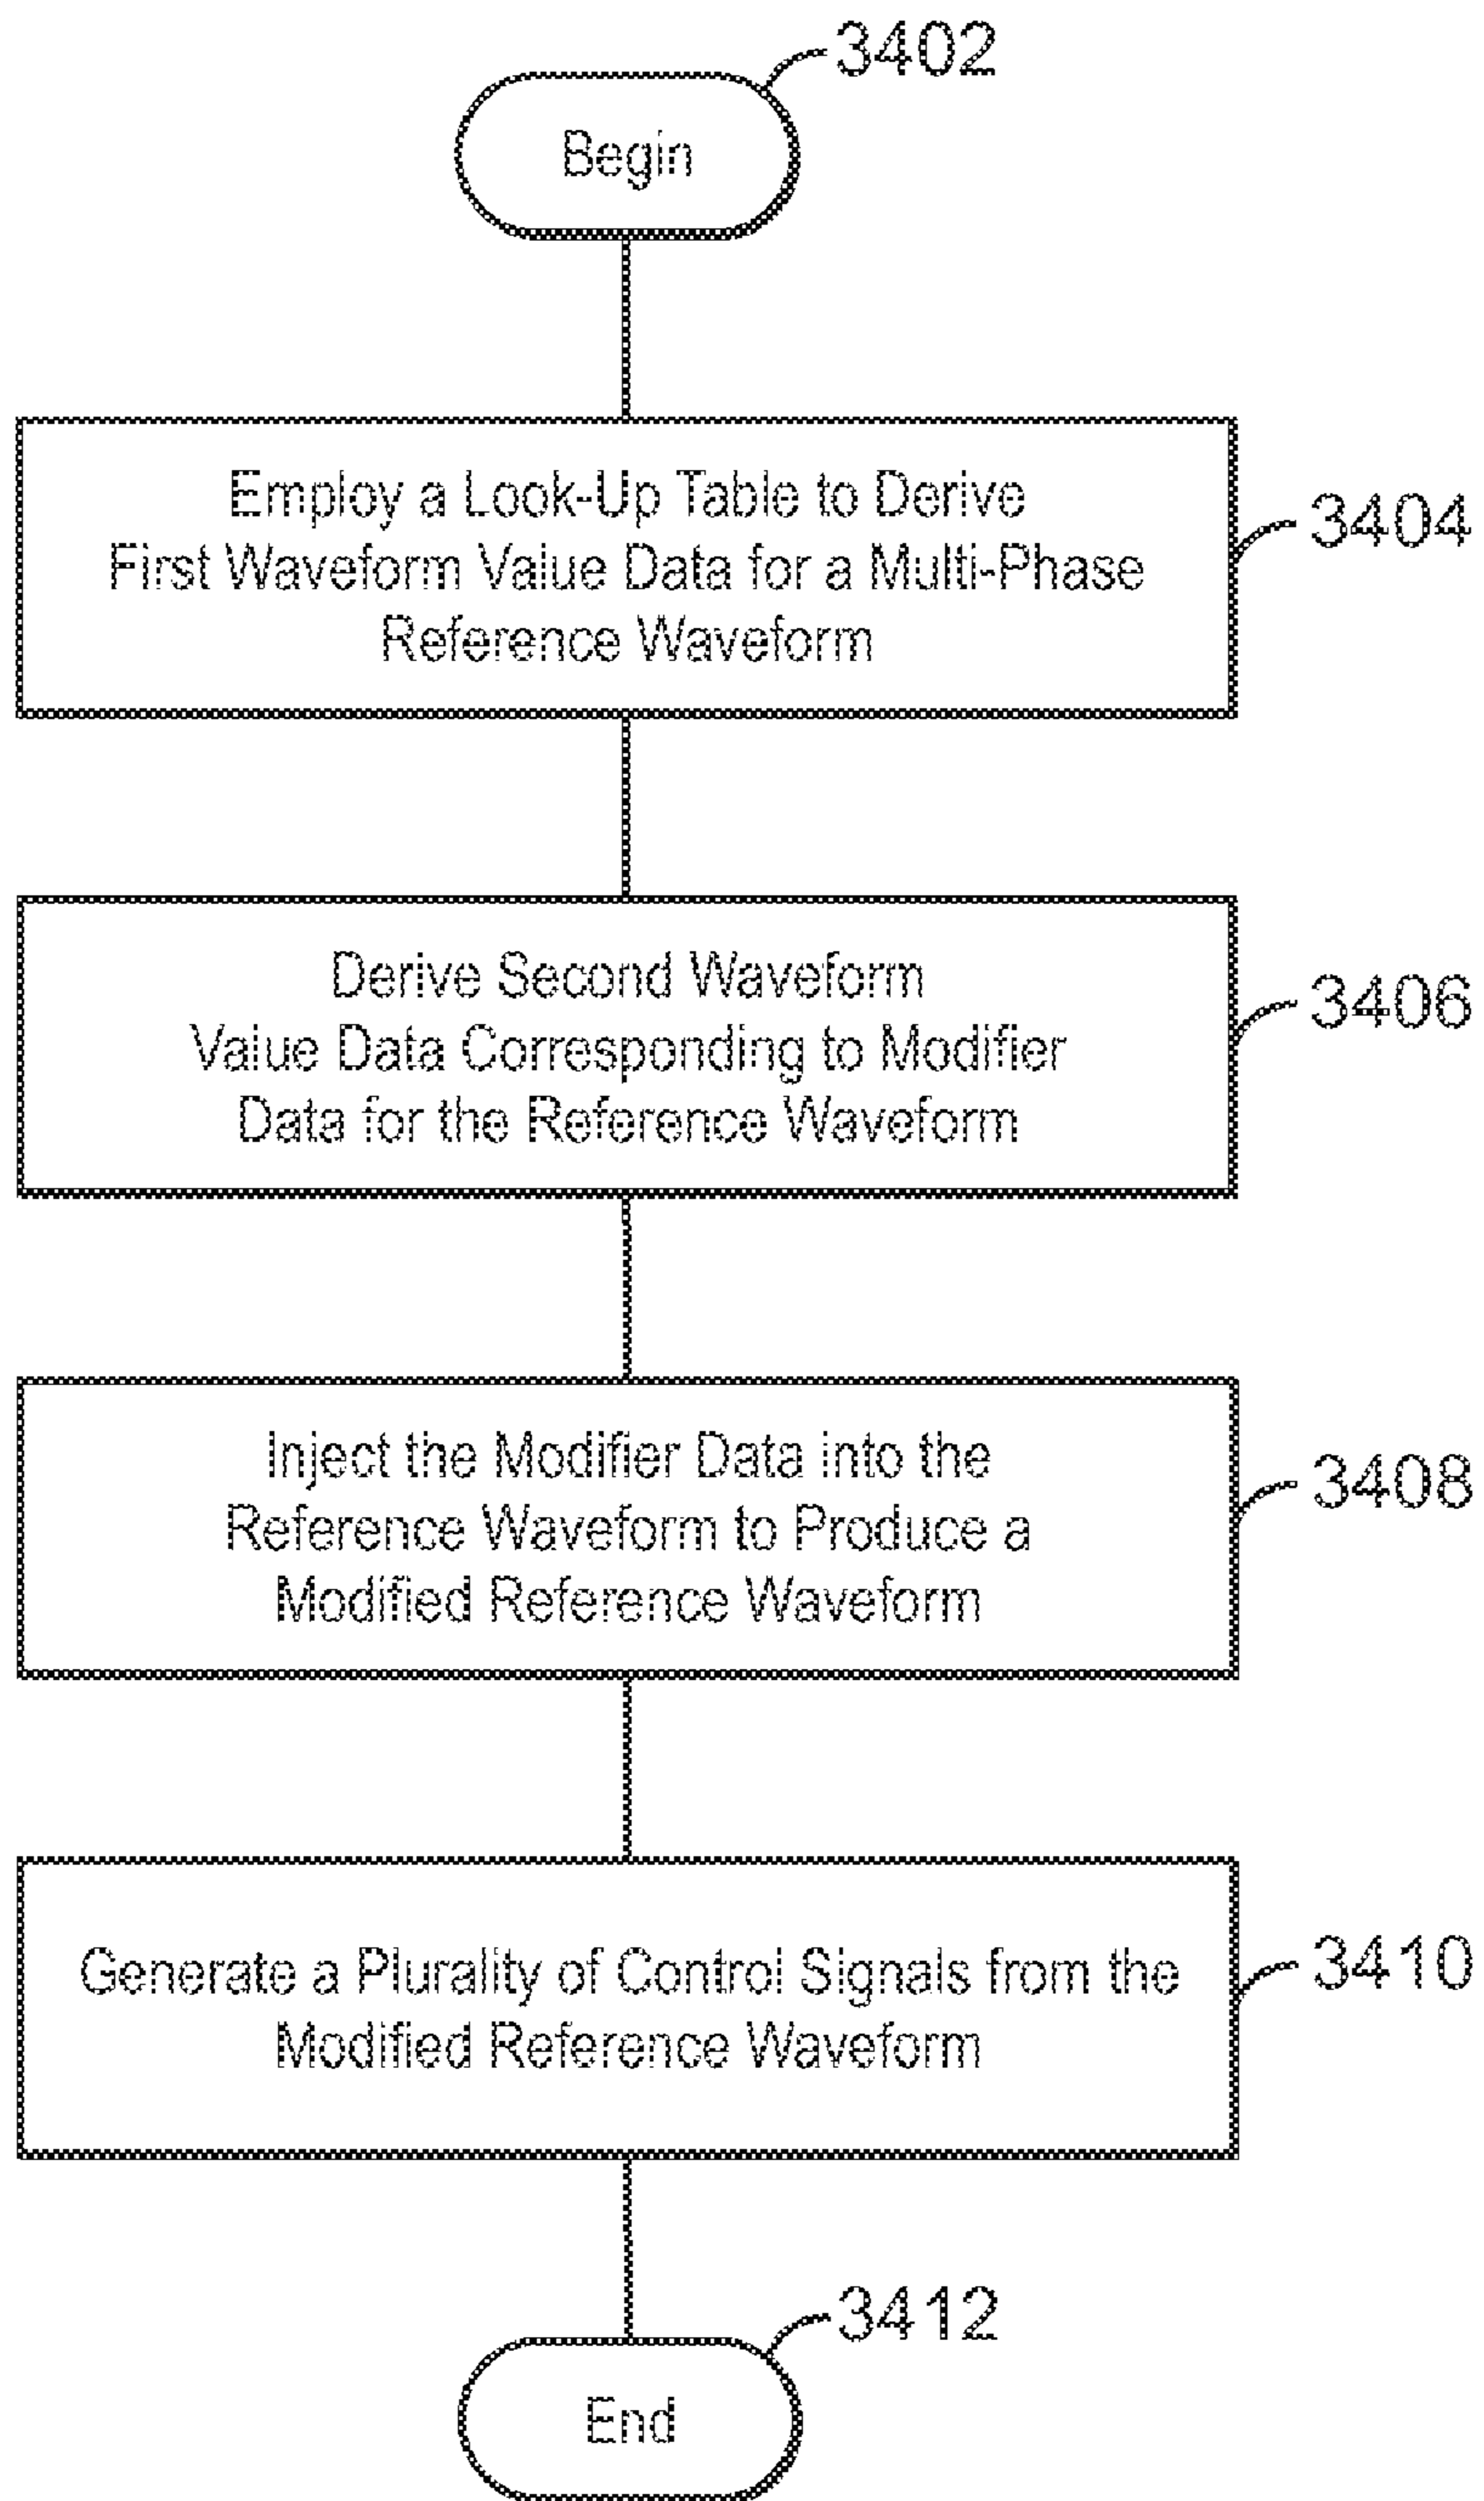 3402
Begin
Employ a Look-Up Table to Derive
First Waveform Value Data for a Multi-Phase
Reference Waveform
3404
Derive Second Waveform
Value Data Corresponding to Modifier
Data for the Reference Waveform
3406
Inject the Modifier Data into the
Reference Waveform to Produce a
Modified Reference Waveform
3408
Generate a Plurality of Control Signals from the
Modified Reference Waveform
3410
3412
End